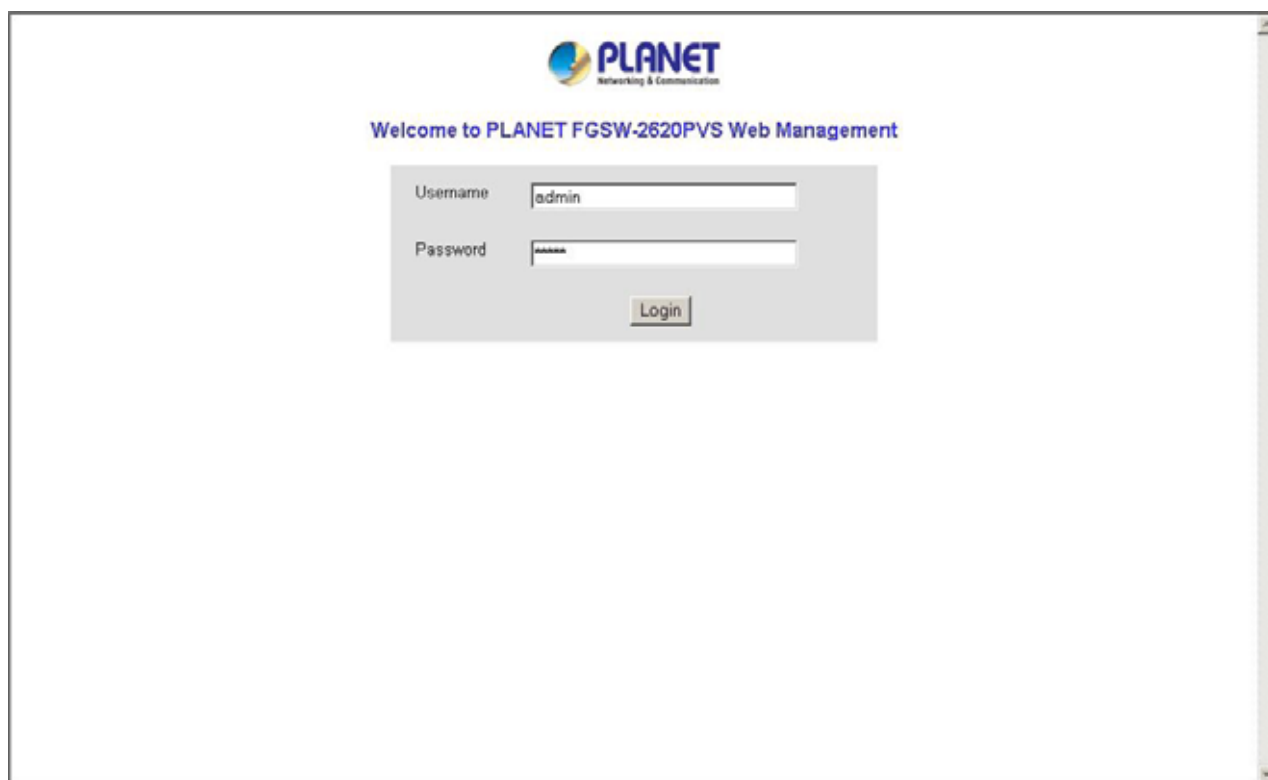 PLANET
Networking & Communication
Welcome to PLANET FGSW-2620PVS Web Management
Username admin
Password *****
Login